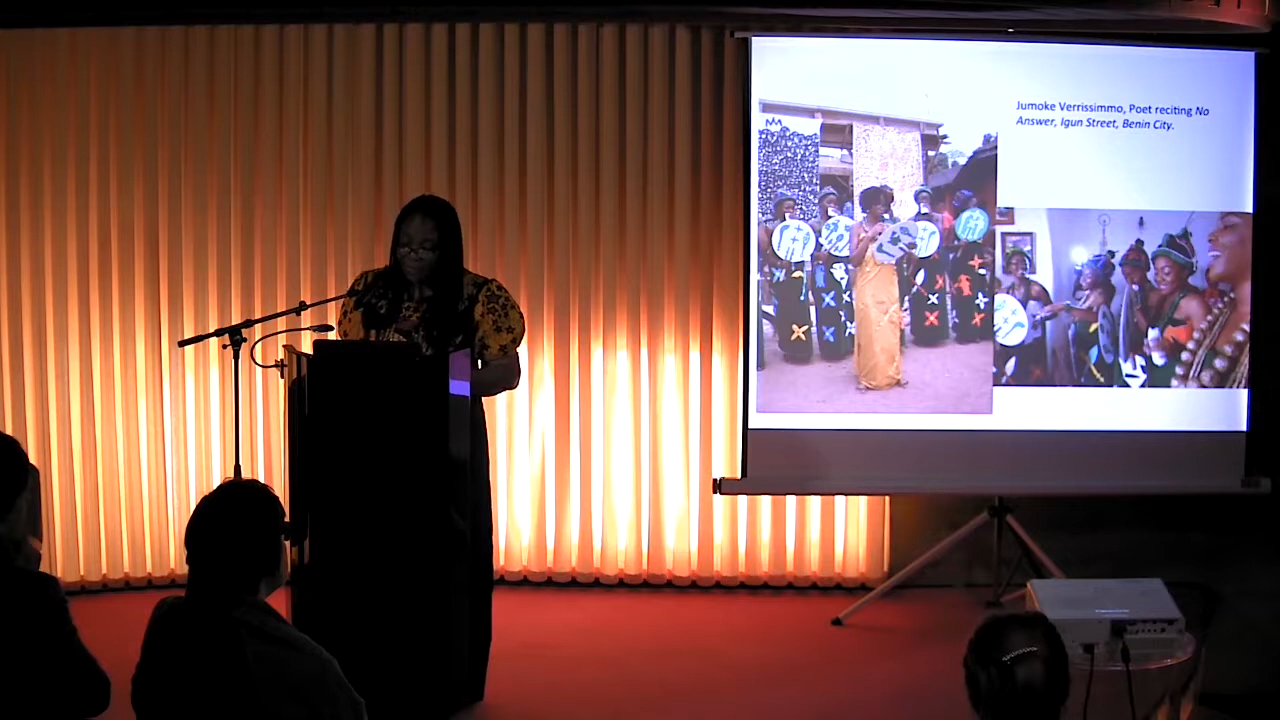 Jumoke Verrissimmo, Poet reciting No
Answer, Igun Street, Benin City.